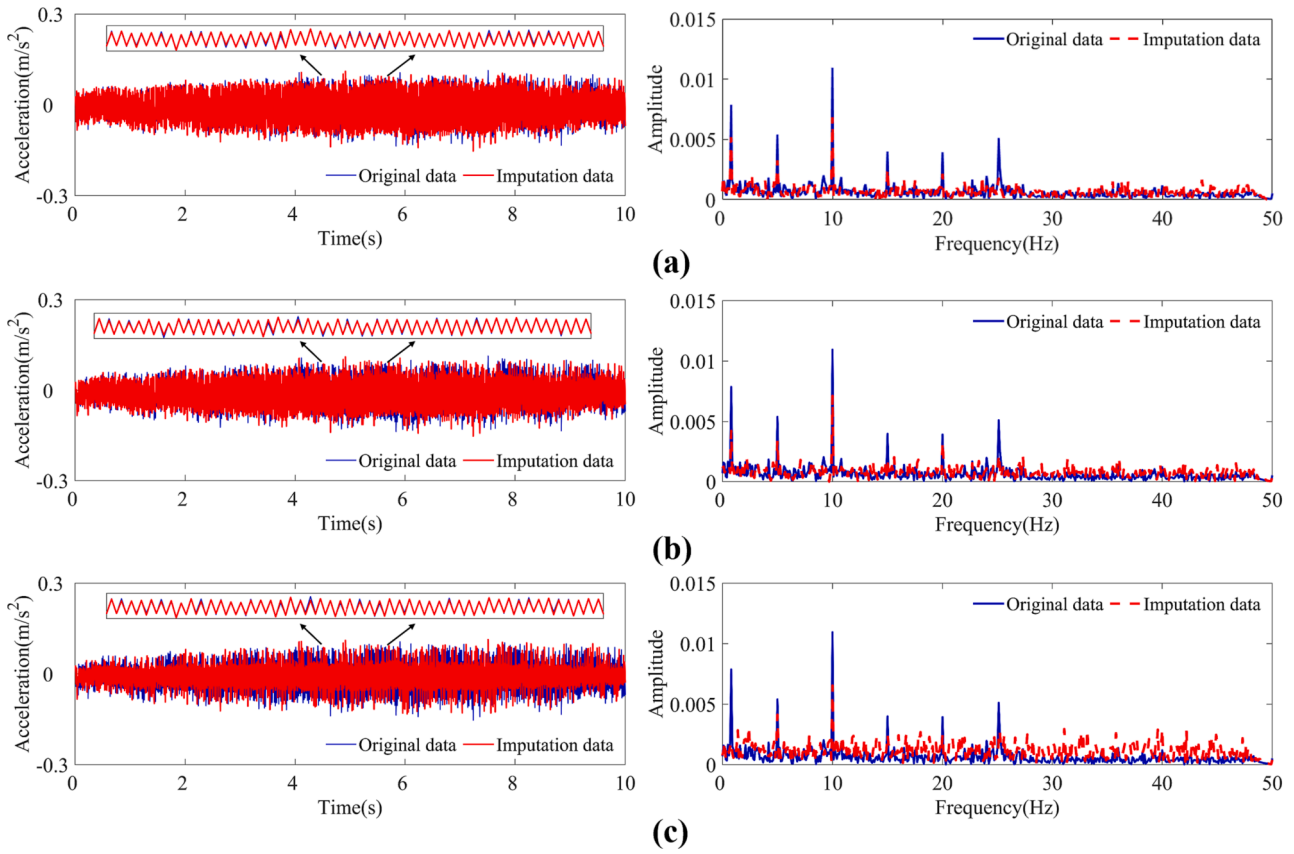 0.3
Acceleration(m/s2)
0
-0.3
Original data Imputation data
0 2 4 6 8 10
Time(s)
0.015
0.01
0.005
0
Amplitude
Original data Imputation data
0 10 20 30 40 50
Frequency(Hz)
(a)
0.3
Acceleration(m/s2)
0
-0.3
Original data Imputation data
0 2 4 6 8 10
Time(s)
0.015
0.01
0.005
0
Amplitude
Original data Imputation data
0 10 20 30 40 50
Frequency(Hz)
(b)
0.3
Acceleration(m/s2)
0
-0.3
Original data Imputation data
0 2 4 6 8 10
Time(s)
0.015
0.01
0.005
0
Amplitude
Original data Imputation data
0 10 20 30 40 50
Frequency(Hz)
(c)